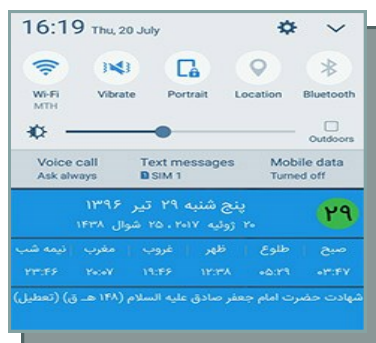 16:19 Thu, 20 July
Wi-Fi Vibrate Portrait Location Bluetooth
MTH
Outdoors
Voice call Text messages Mobile data
Ask always SIM 1 Turned off
پنج شنبه ۲۹ تیر ۱۳۹۶
۲۹
۲۰ ژوئیه ۲۰۱۷ ، ۲۵ شوال ۱۴۳۸
صبح طلوع ظهر غروب مغرب نیمه شب
۰۳:۴۷ ۰۵:۲۹ ۱۲:۳۸ ۱۹:۴۶ ۲۰:۰۷ ۲۳:۴۶
شهادت حضرت امام جعفر صادق علیه السلام (۱۴۸ هـ ق) (تعطیل)